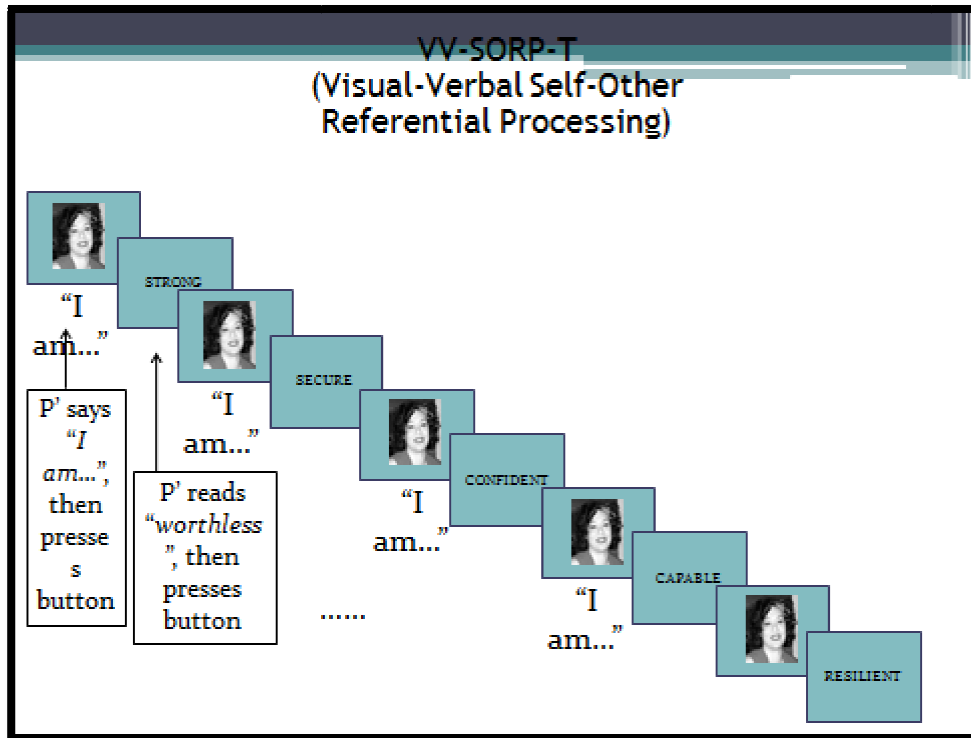 VV-SORP-T
(Visual-Verbal Self-Other
Referential Processing)
STRONG
“I
am...”
SECURE
“I
am...”
P’ says
“I
am...”,
then
presse
s
button
P’ reads
“worthless
”, then
presses
button
CONFIDENT
“I
am...”
......
CAPABLE
“I
am...”
RESILIENT